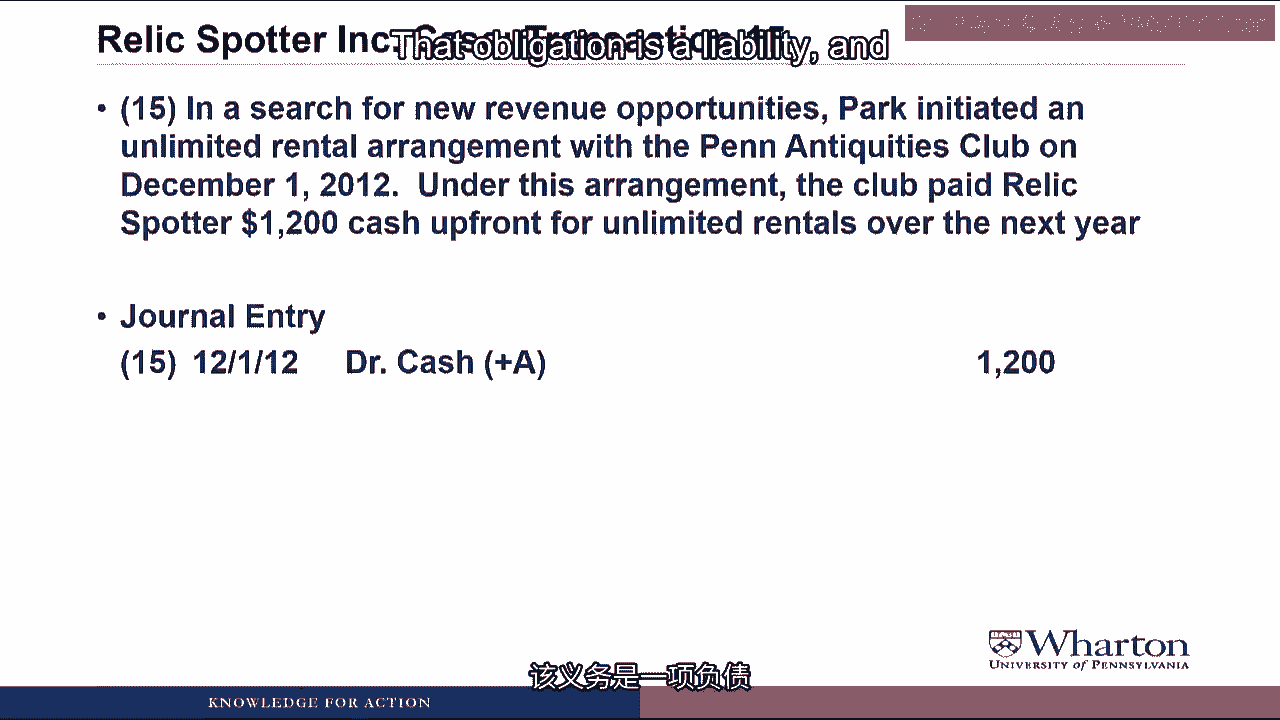 Relic Spotter Inc.
That obligation is a liability, and
• (15) In a search for new revenue opportunities, Park initiated an
unlimited rental arrangement with the Penn Antiquities Club on
December 1, 2012. Under this arrangement, the club paid Relic
Spotter $1,200 cash upfront for unlimited rentals over the next year
• Journal Entry
(15) 12/1/12 Dr. Cash (+A) 1,200
Wharton
UNIVERSITY of PENNSYLVANIA
该义务是一项负债
KNOWLEDGE FOR ACTION